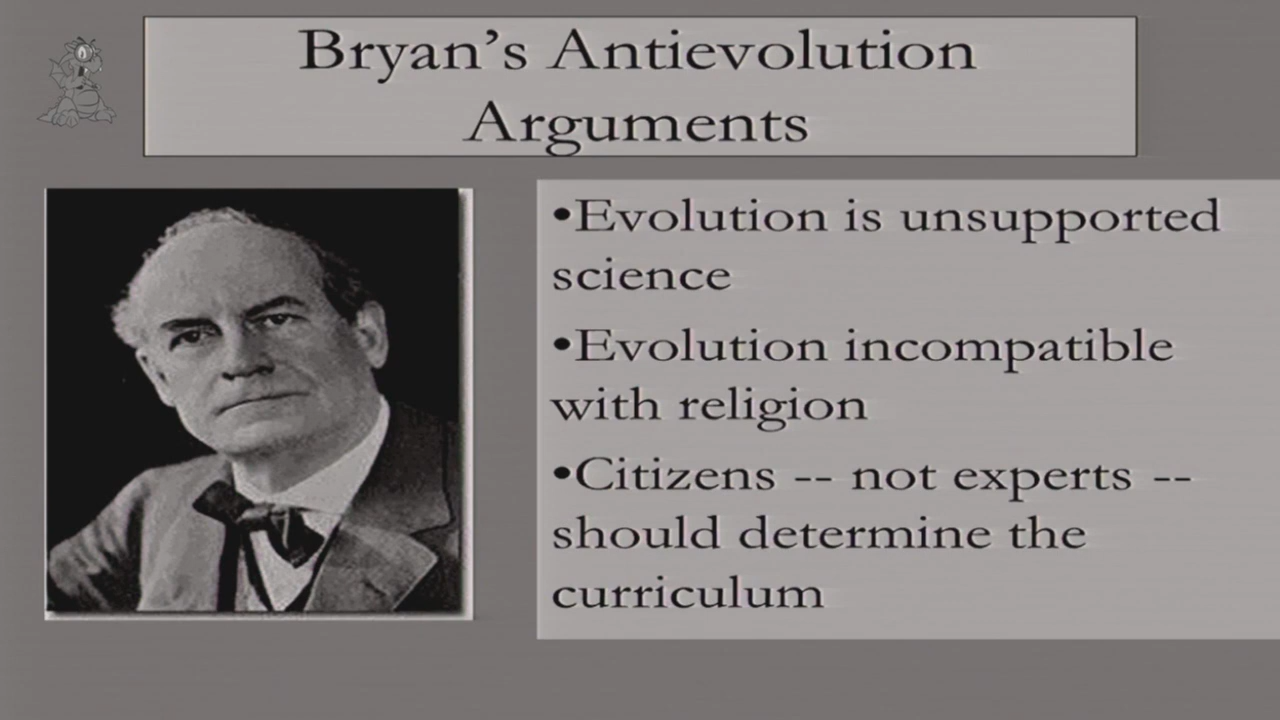 Bryan's Antievolution
Arguments
•Evolution is unsupported
science
•Evolution incompatible
with religion
•Citizens -- not experts --
should determine the
curriculum